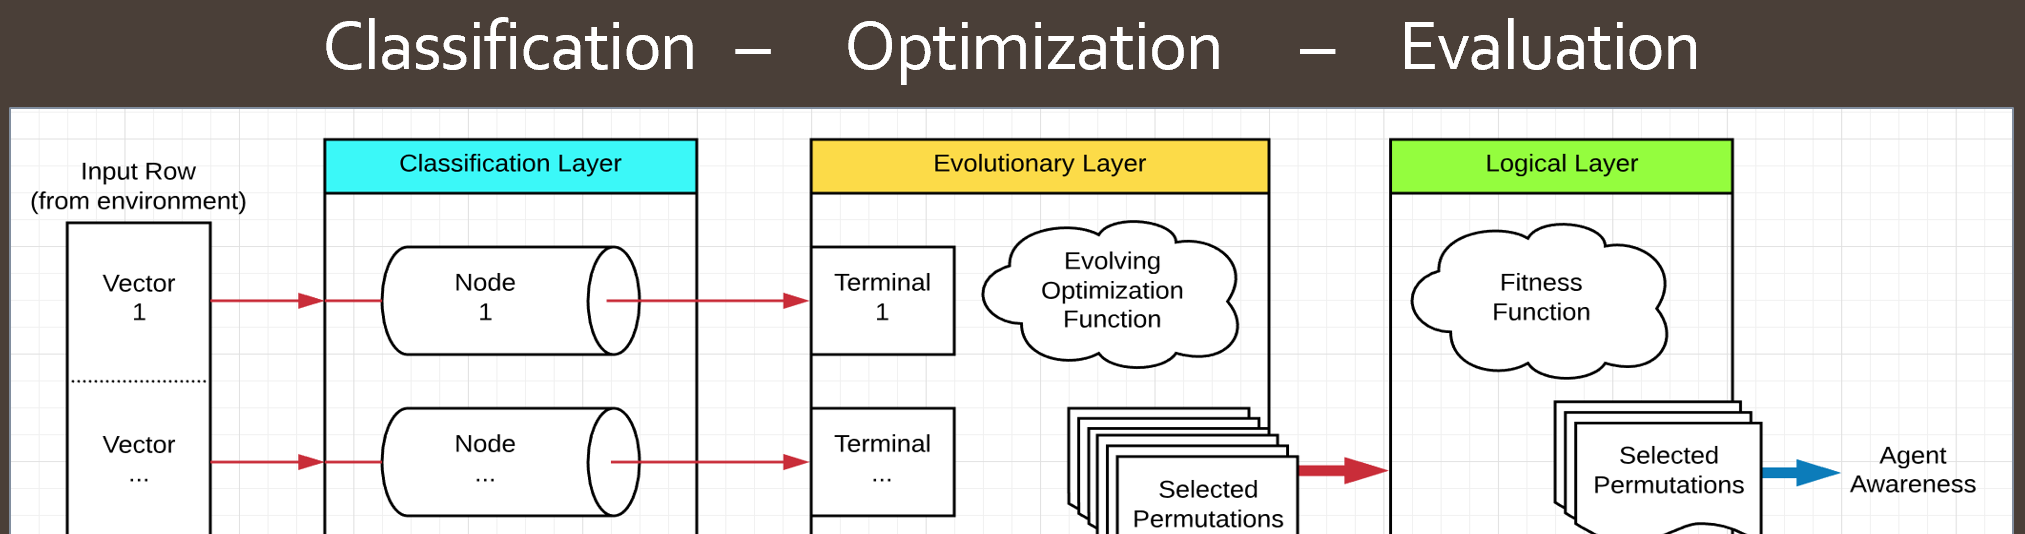 Classification – Optimization – Evaluation
Input Row
(from environment)
Classification Layer
Evolutionary Layer
Logical Layer
Vector
1
Node
1
Terminal
1
Evolving
Optimization
Function
Fitness
Function
Vector
...
Node
...
Terminal
...
Selected
Permutations
Selected
Permutations
Agent
Awareness